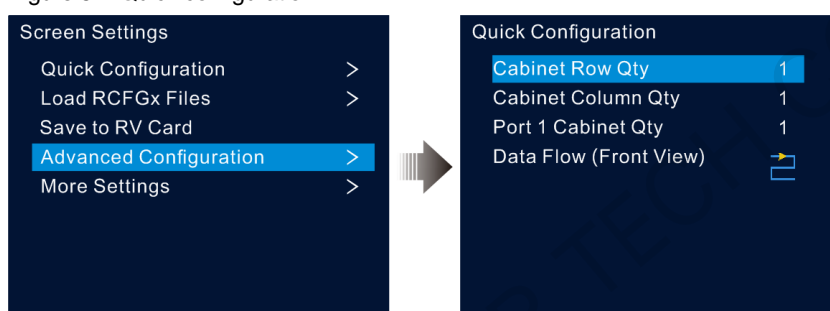 Screen Settings
Quick Configuration >
Load RCFGx Files >
Save to RV Card
Advanced Configuration >
More Settings >
Quick Configuration
Cabinet Row Qty 1
Cabinet Column Qty 1
Port 1 Cabinet Qty 1
Data Flow (Front View)